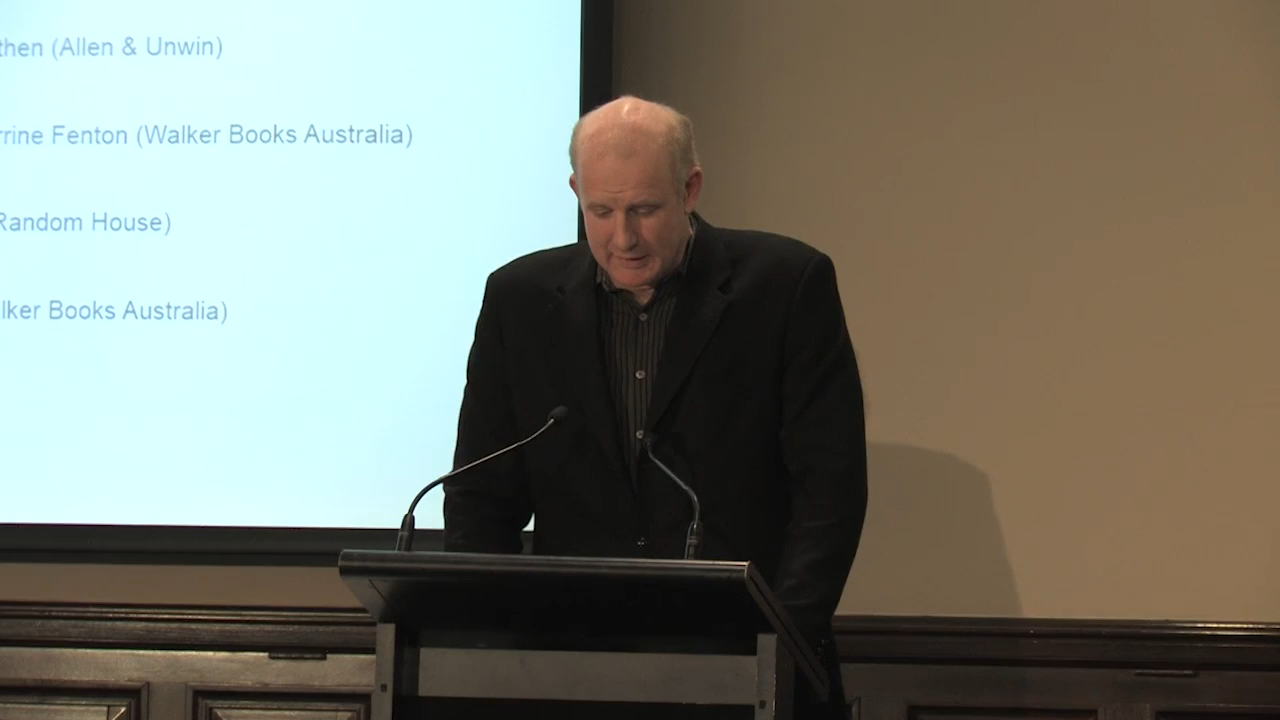 then (Allen & Unwin)
rrine Fenton (Walker Books Australia)
Random House)
lker Books Australia)